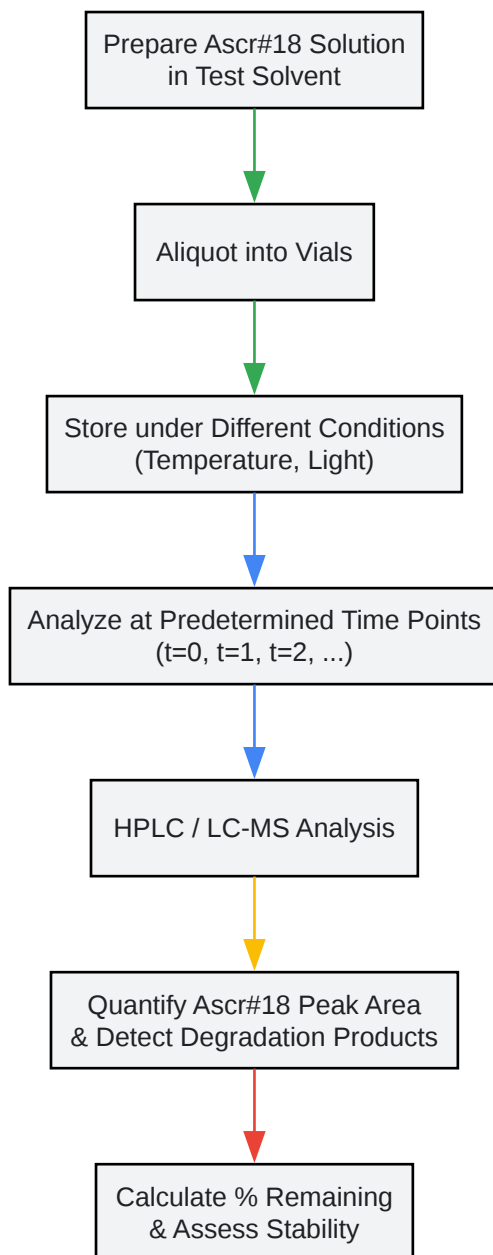 Prepare Ascr#18 Solution
in Test Solvent
Aliquot into Vials
Store under Different Conditions
(Temperature, Light)
Analyze at Predetermined Time Points
(t=0, t=1, t=2, ...)
HPLC / LC-MS Analysis
Quantify Ascr#18 Peak Area
& Detect Degradation Products
Calculate % Remaining
& Assess Stability